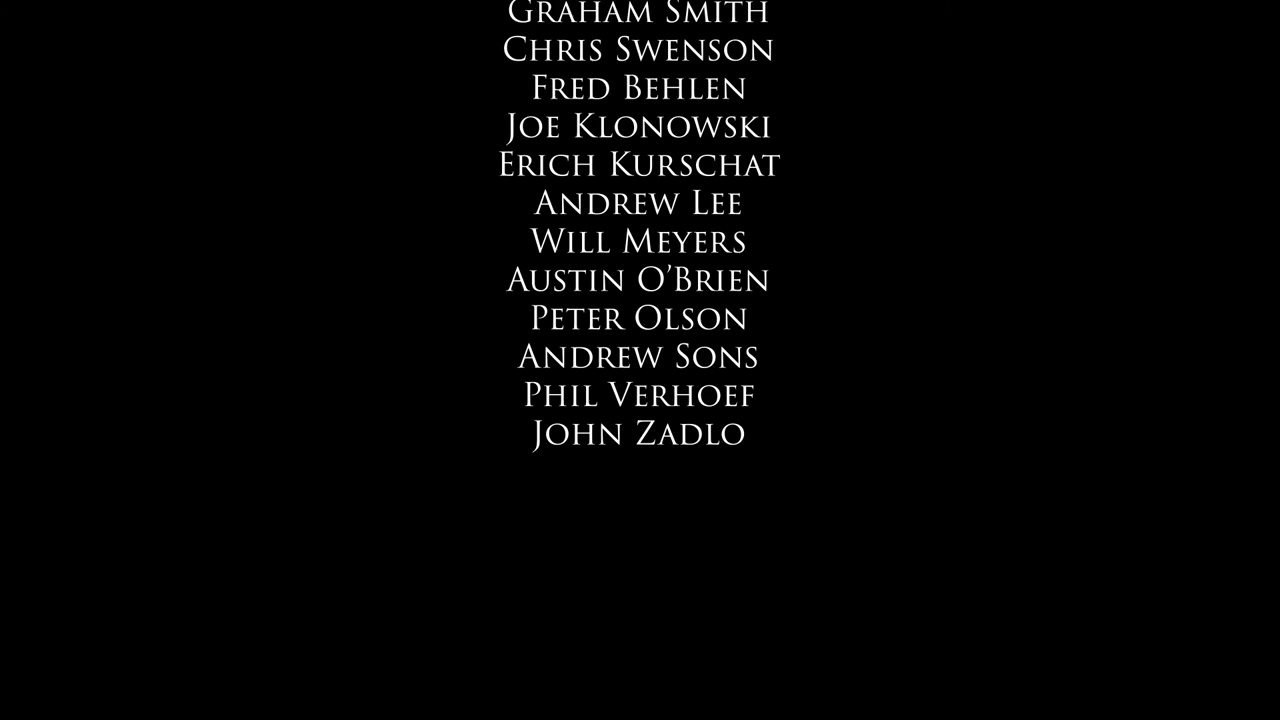 Graham Smith
Chris Swenson
Fred Behlen
Joe Klonowski
Erich Kurschat
Andrew Lee
Will Meyers
Austin O’Brien
Peter Olson
Andrew Sons
Phil Verhoef
John Zadlo